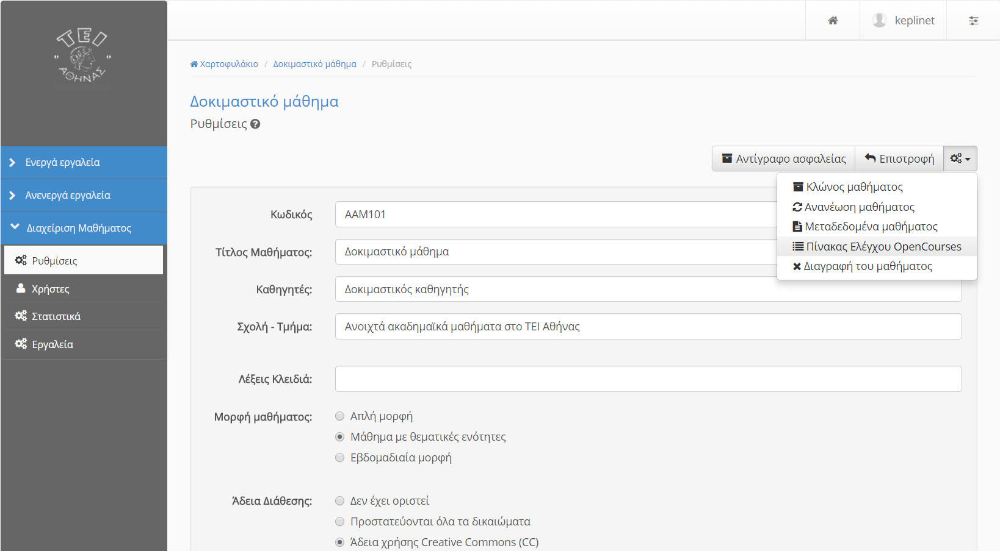 ΤΕΙ
ΑΘΗΝΑΣ
keplinet
Χαρτοφυλάκιο / Δοκιμαστικό μάθημα / Ρυθμίσεις
Δοκιμαστικό μάθημα
Ρυθμίσεις
Αντίγραφο ασφαλείας
Επιστροφή
Κλώνος μαθήματος
Ανανέωση μαθήματος
Μεταδεδομένα μαθήματος
Πίνακας Ελέγχου OpenCourses
Διαγραφή του μαθήματος
Ενεργά εργαλεία
Ανενεργά εργαλεία
Διαχείριση Μαθήματος
Ρυθμίσεις
Χρήστες
Στατιστικά
Εργαλεία
Κωδικός AAM101
Τίτλος Μαθήματος: Δοκιμαστικό μάθημα
Καθηγητές: Δοκιμαστικός καθηγητής
Σχολή - Τμήμα: Ανοιχτά ακαδημαϊκά μαθήματα στο ΤΕΙ Αθήνας
Λέξεις Κλειδιά:
Μορφή μαθήματος: Απλή μορφή
Μάθημα με θεματικές ενότητες
Εβδομαδιαία μορφή
Άδεια Διάθεσης: Δεν έχει οριστεί
Προστατεύονται όλα τα δικαιώματα
Άδεια χρήσης Creative Commons (CC)